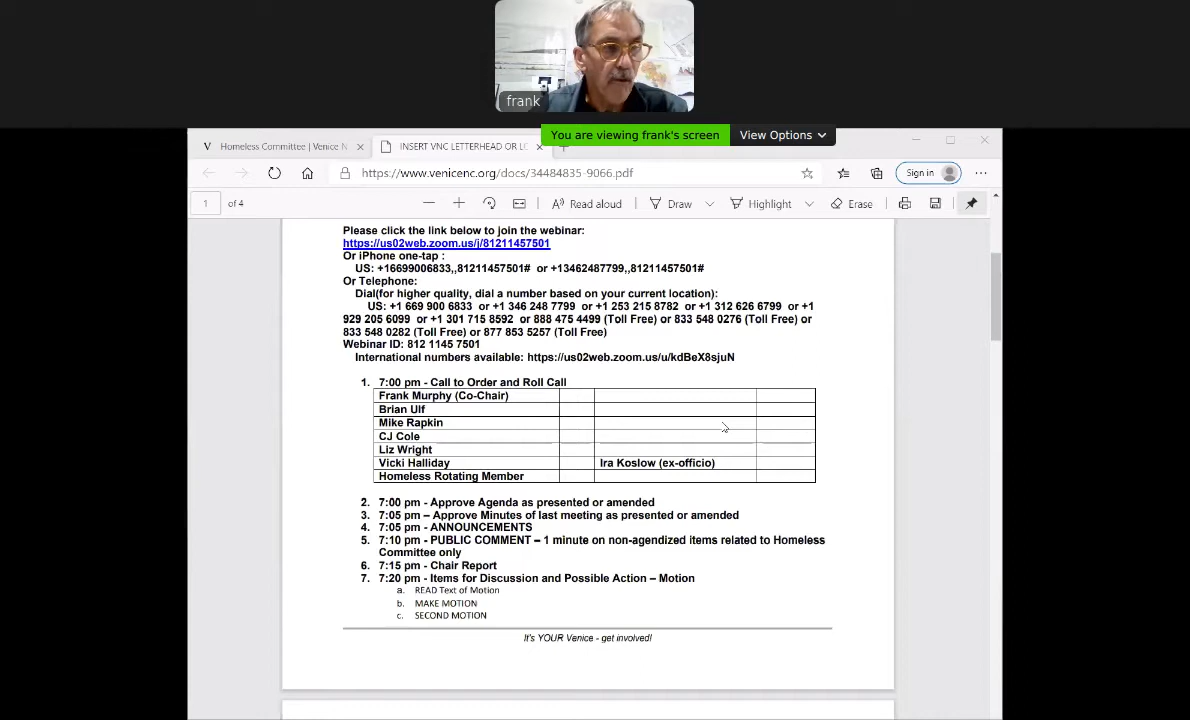 frank
You are viewing frank's screen
View Options
V Homeless Committee | Venice N
INSERT VNC LETTERHEAD OR LO
https://www.venicenc.org/docs/34484835-9066.pdf
Sign in
1 of 4
Read aloud
Draw
Highlight
Erase
Please click the link below to join the webinar:
https://us02web.zoom.us/j/81211457501
Or iPhone one-tap :
US: +16699006833,,81211457501# or +13462487799,,81211457501#
Or Telephone:
Dial(for higher quality, dial a number based on your current location):
US: +1 669 900 6833 or +1 346 248 7799 or +1 253 215 8782 or +1 312 626 6799 or +1
929 205 6099 or +1 301 715 8592 or 888 475 4499 (Toll Free) or 833 548 0276 (Toll Free) or
833 548 0282 (Toll Free) or 877 853 5257 (Toll Free)
Webinar ID: 812 1145 7501
International numbers available: https://us02web.zoom.us/u/kdBeX8sjuN
1. 7:00 pm - Call to Order and Roll Call
Frank Murphy (Co-Chair)
Brian Ulf
Mike Rapkin
CJ Cole
Liz Wright
Vicki Halliday Ira Koslow (ex-officio)
Homeless Rotating Member
2. 7:00 pm - Approve Agenda as presented or amended
3. 7:05 pm – Approve Minutes of last meeting as presented or amended
4. 7:05 pm - ANNOUNCEMENTS
5. 7:10 pm - PUBLIC COMMENT – 1 minute on non-agendized items related to Homeless
Committee only
6. 7:15 pm - Chair Report
7. 7:20 pm - Items for Discussion and Possible Action – Motion
a. READ Text of Motion
b. MAKE MOTION
c. SECOND MOTION
It's YOUR Venice - get involved!